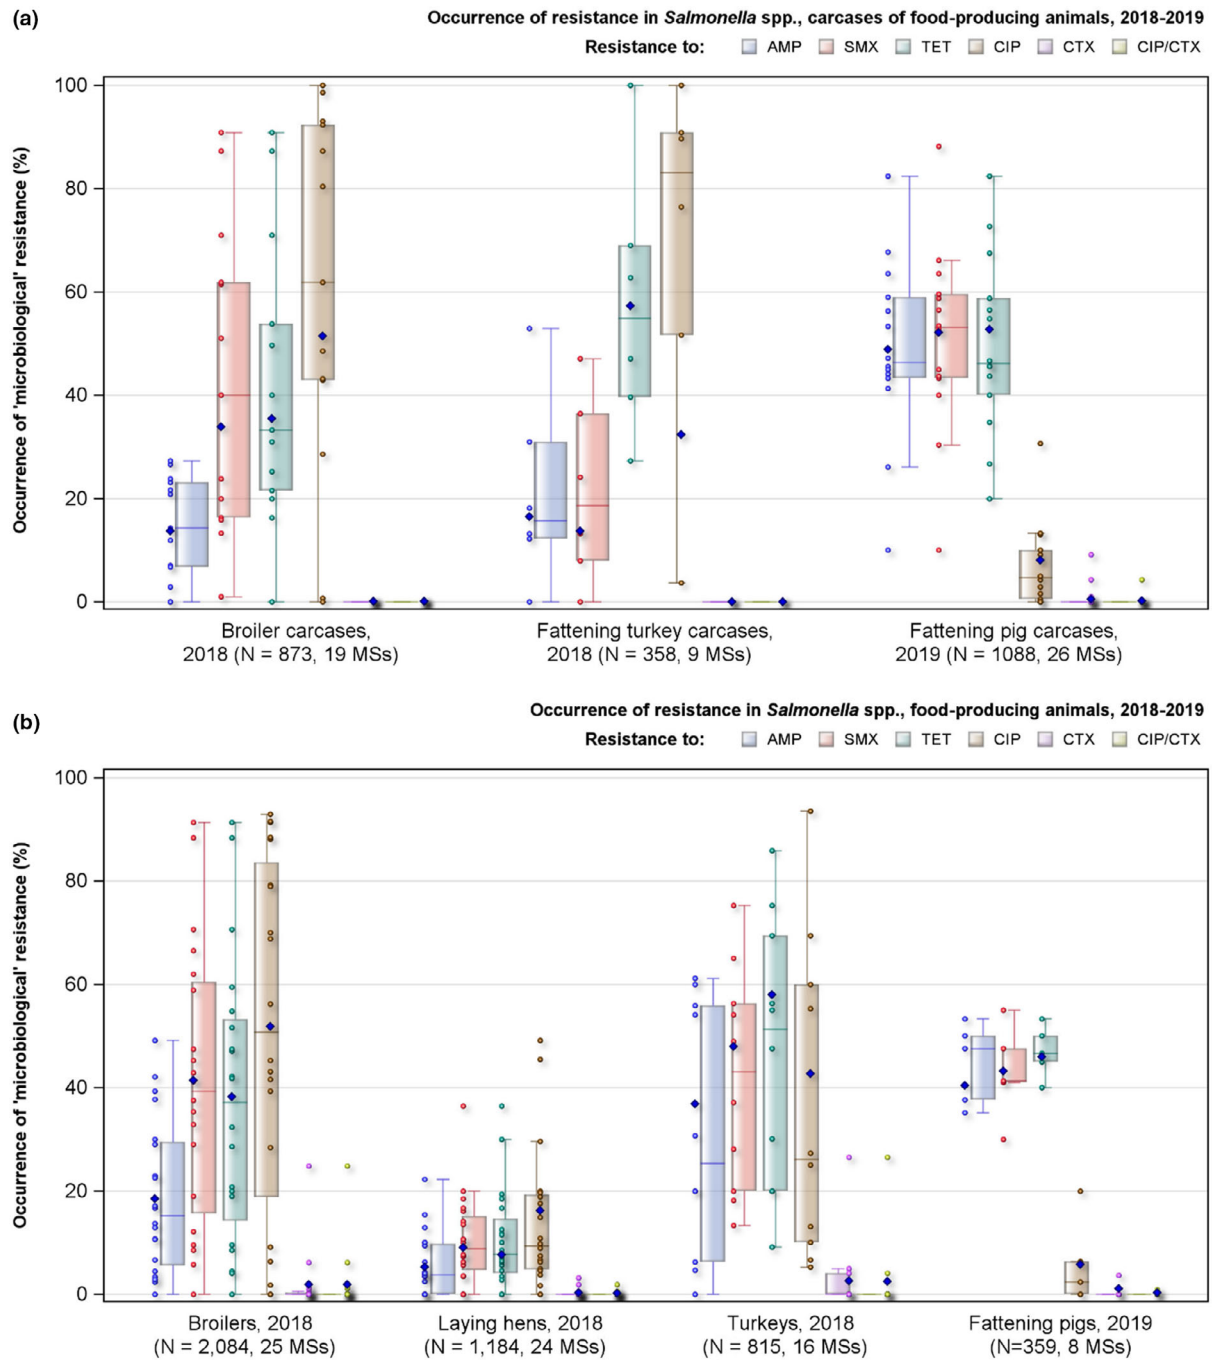 (a)
Occurrence of resistance in Salmonella spp., carcases of food-producing animals, 2018-2019
Resistance to: AMP SMX TET CIP CTX CIP/CTX
Occurrence of 'microbiological' resistance (%)
100
80
60
40
20
0
Broiler carcases,
2018 (N = 873, 19 MSs)
Fattening turkey carcases,
2018 (N = 358, 9 MSs)
Fattening pig carcases,
2019 (N = 1088, 26 MSs)
(b)
Occurrence of resistance in Salmonella spp., food-producing animals, 2018-2019
Resistance to: AMP SMX TET CIP CTX CIP/CTX
Occurrence of 'microbiological' resistance (%)
100
80
60
40
20
0
Broilers, 2018
(N = 2,084, 25 MSs)
Laying hens, 2018
(N = 1,184, 24 MSs)
Turkeys, 2018
(N = 815, 16 MSs)
Fattening pigs, 2019
(N=359, 8 MSs)